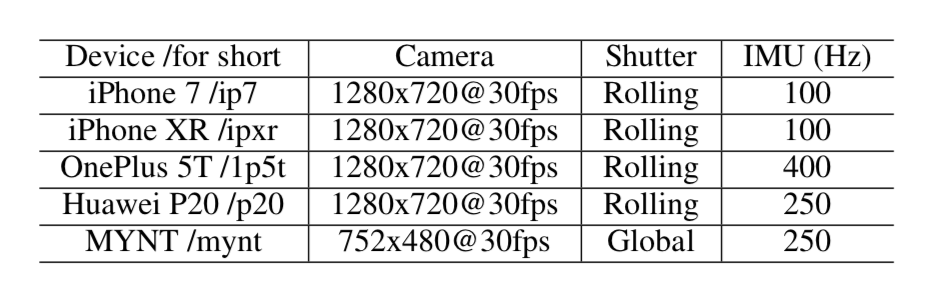 Device /for short Camera Shutter IMU (Hz)
iPhone 7 /ip7 1280x720@30fps Rolling 100
iPhone XR /ipxr 1280x720@30fps Rolling 100
OnePlus 5T /1p5t 1280x720@30fps Rolling 400
Huawei P20 /p20 1280x720@30fps Rolling 250
MYNT /mynt 752x480@30fps Global 250